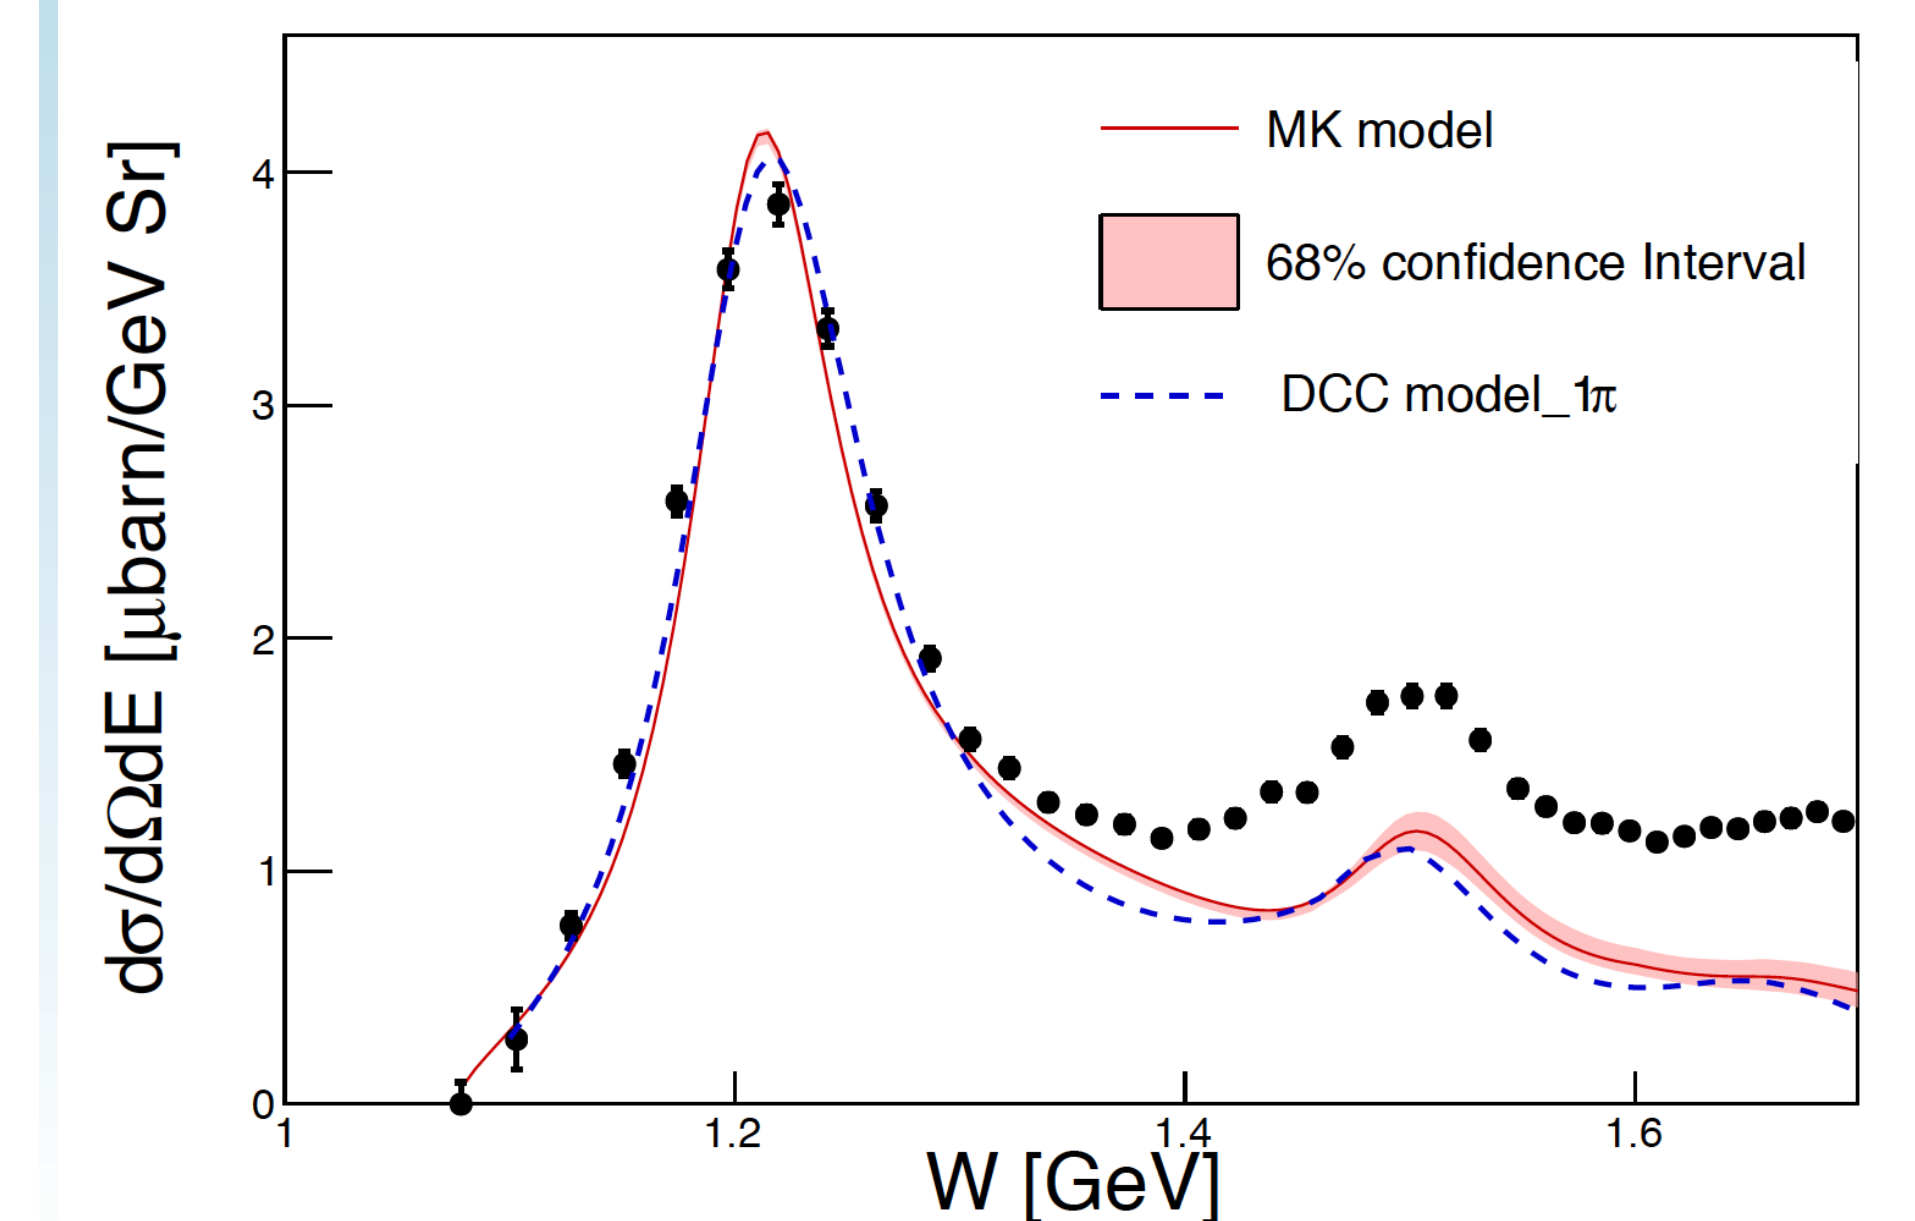 dσ/dΩdE [μbarn/GeV Sr]
4
3
2
1
0
MK model
68% confidence Interval
DCC model_1π
1
1.2
1.4
1.6
W [GeV]